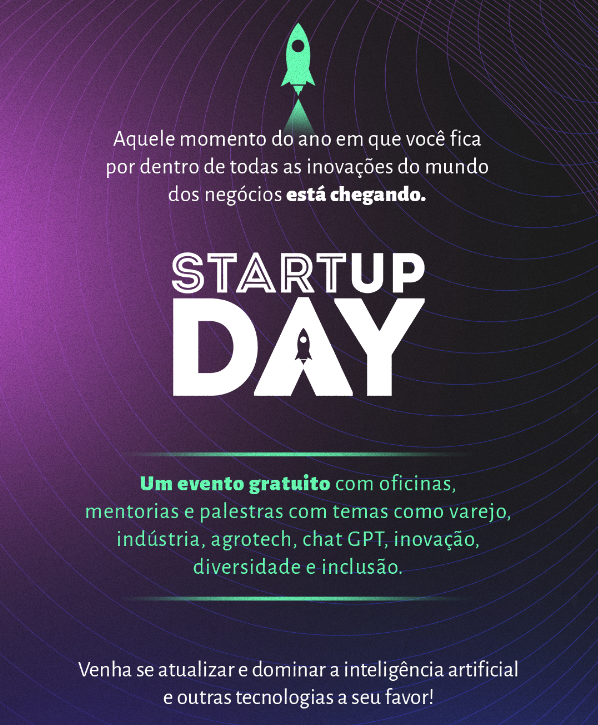 Aquele momento do ano em que você fica
por dentro de todas as inovações do mundo
dos negócios está chegando.
STARTUP
DAY
Um evento gratuito com oficinas,
mentorias e palestras com temas como varejo,
indústria, agrotech, chat GPT, inovação,
diversidade e inclusão.
Venha se atualizar e dominar a inteligência artificial
e outras tecnologias a seu favor!